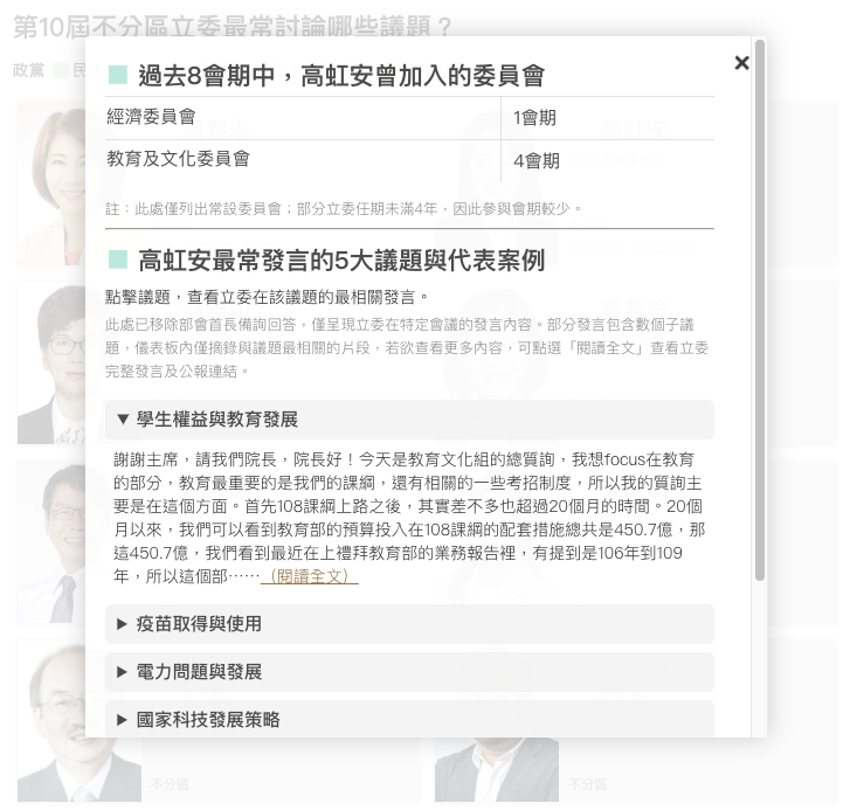 第10屆不分區立委最常討論哪些議題？
政黨
過去8會期中，高虹安曾加入的委員會
經濟委員會 1會期
教育及文化委員會 4會期
註：此處僅列出常設委員會；部分立委任期未滿4年，因此參與會期較少。
高虹安最常發言的5大議題與代表案例
點擊議題，查看立委在該議題的最相關發言。
此處已移除部會首長備詢回答，僅呈現立委在特定會議的發言內容。部分發言包含數個子議
題，儀表板內僅摘錄與議題最相關的片段，若欲查看更多內容，可點選「閱讀全文」查看立委
完整發言及公報連結。
▼ 學生權益與教育發展
謝謝主席，請我們院長，院長好！今天是教育文化組的總質詢，我想focus在教育
的部分，教育最重要的是我們的課綱，還有相關的一些考招制度，所以我的質詢主
要是在這個方面。首先108課綱上路之後，其實差不多也超過20個月的時間。20個
月以來，我們可以看到教育部的預算投入在108課綱的配套措施總共是450.7億，那
這450.7億，我們看到最近在上禮拜教育部的業務報告裡，有提到是106年到109
年，所以這個部⋯⋯（閱讀全文）
▶ 疫苗取得與使用
▶ 電力問題與發展
▶ 國家科技發展策略
不分區
不分區